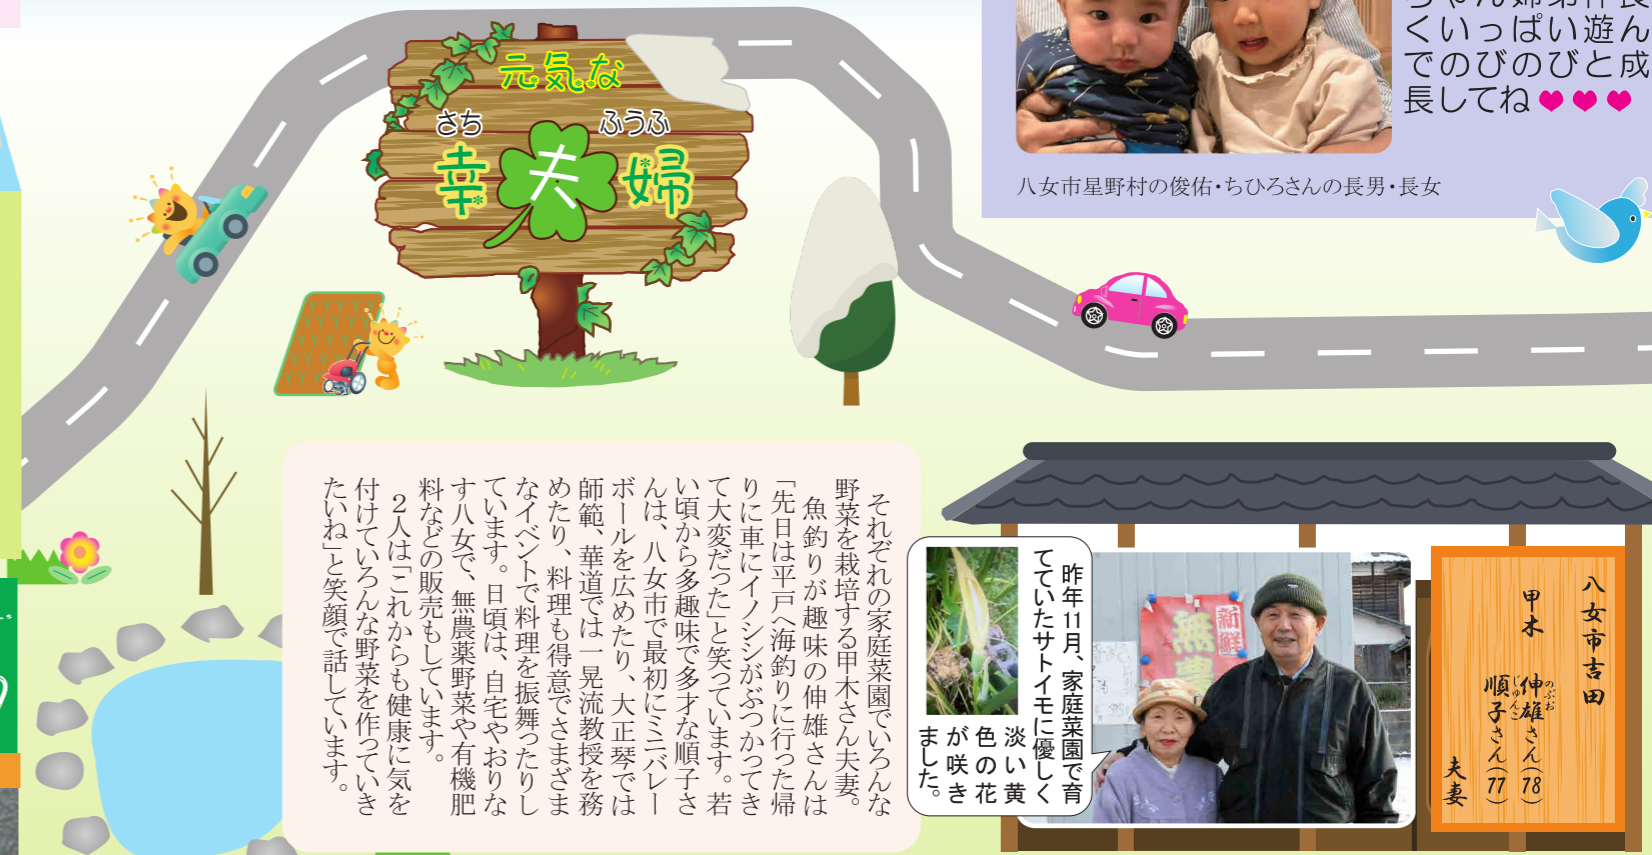 ちゃん姉弟仲良
くいっぱい遊ん
でのびのびと成
長してね♥♥♥
八女市星野村の俊佑・ちひろさんの長男・長女
元気な
さち ふうふ
幸夫婦
八女市吉田
甲木 伸雄さん(78)
のぶお
順子さん(77)
じゅんこ
夫妻
新鮮
無農
昨年11月、家庭菜園で育
てていたサトイモに優しく
淡い黄
色の花
が咲き
ました。
それぞれの家庭菜園でいろんな
野菜を栽培する甲木さん夫妻。
魚釣りが趣味の伸雄さんは
「先日は平戸へ海釣りに行った帰
りに車にイノシシがぶつかってき
て大変だった」と笑っています。若
い頃から多趣味で多才な順子さ
んは、八女市で最初にミニバレー
ボールを広めたり、大正琴では
師範、華道では一晃流教授を務
めたり、料理も得意でさまざま
なイベントで料理を振舞ったりし
ています。日頃は、自宅やおりな
す八女で、無農薬野菜や有機肥
料などの販売もしています。
2人は「これからも健康に気を
付けていろんな野菜を作っていき
たいね」と笑顔で話しています。